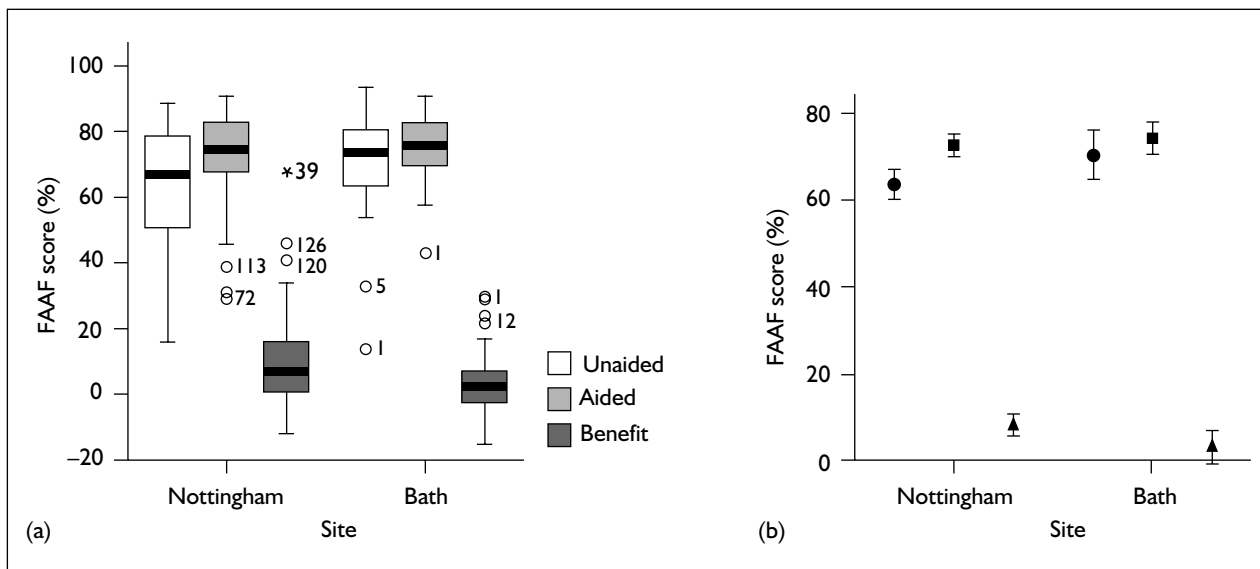 FAAF score (%)
100
80
60
40
20
0
–20
113
72
*39
126
120
5
1
1
1
12
Nottingham
Bath
Site
(a)
Unaided
Aided
Benefit
FAAF score (%)
80
60
40
20
0
Nottingham
Bath
Site
(b)